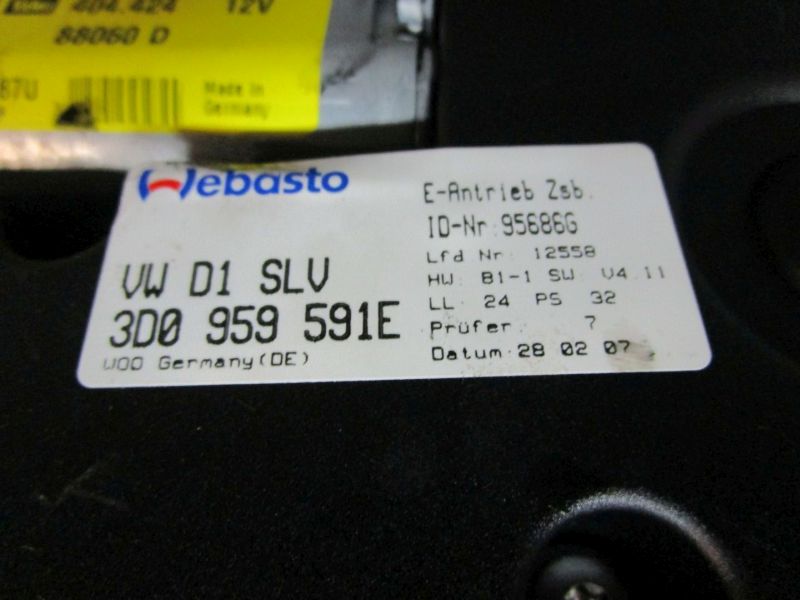 404.424 12V
88060 D
67U
Made in
Germany
Webasto
VW D1 SLV
3D0 959 591E
WOO Germany(DE)
E-Antrieb Zsb.
ID-Nr:95686G
Lfd Nr: 12558
HW: B1-1 SW: V4.11
LL: 24 PS 32
Prüfer: 7
Datum:28 02 07